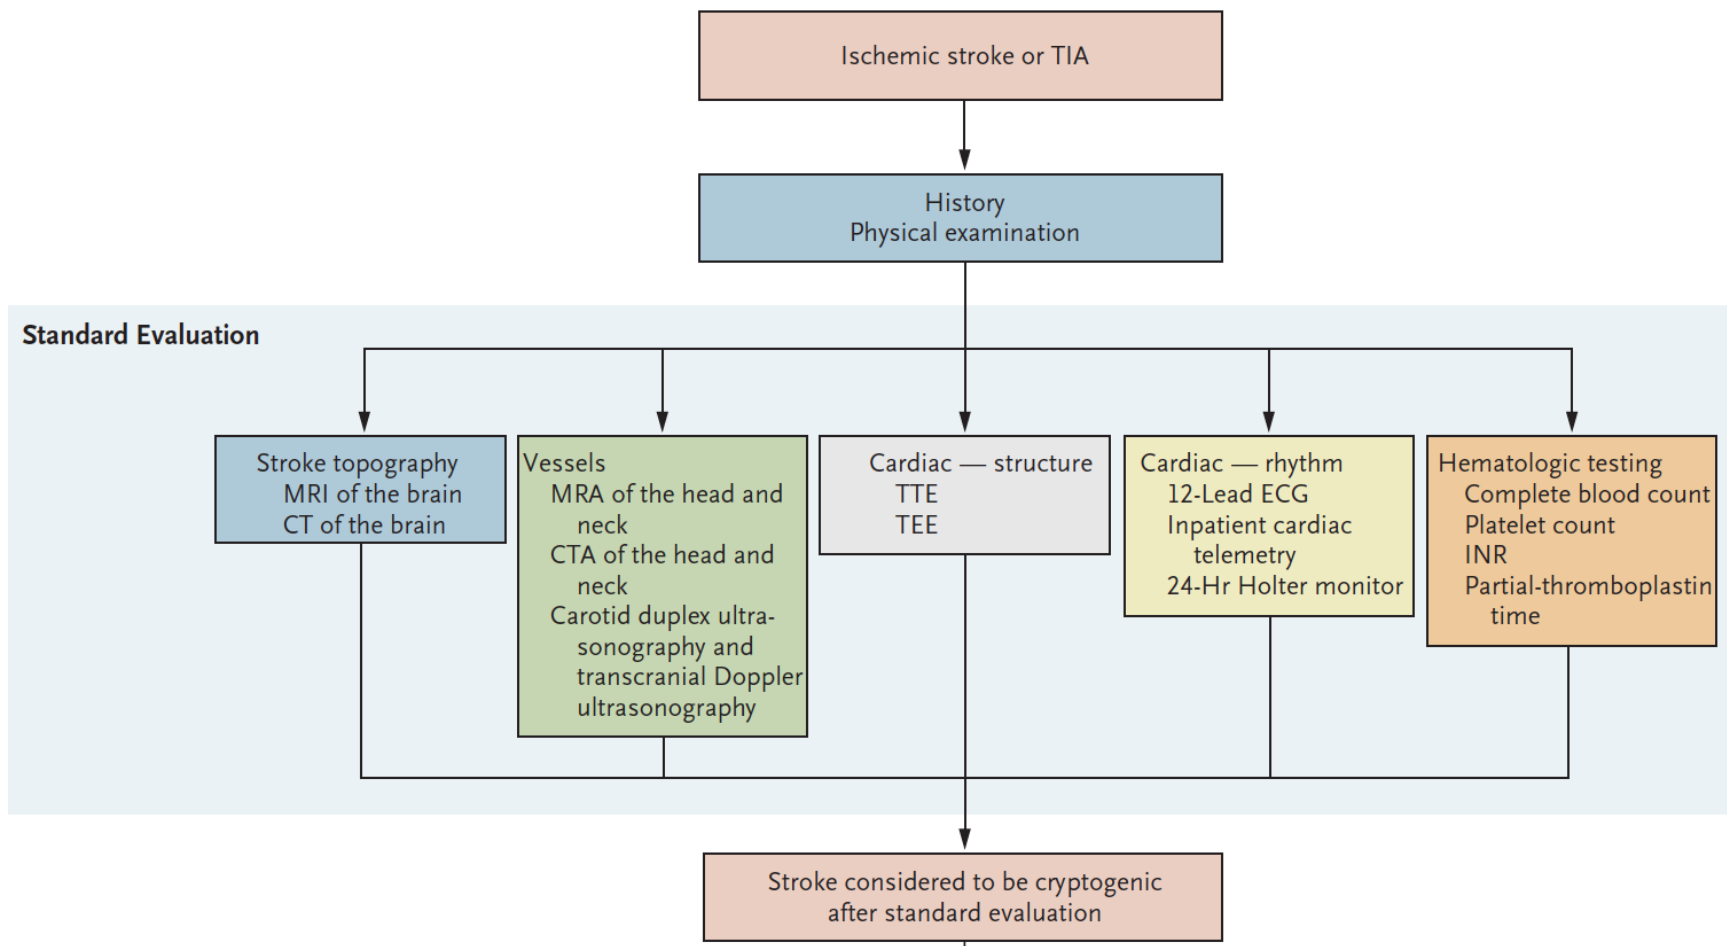 Ischemic stroke or TIA
History
Physical examination
Standard Evaluation
Stroke topography
MRI of the brain
CT of the brain
Vessels
MRA of the head and
neck
CTA of the head and
neck
Carotid duplex ultra-
sonography and
transcranial Doppler
ultrasonography
Cardiac — structure
TTE
TEE
Cardiac — rhythm
12-Lead ECG
Inpatient cardiac
telemetry
24-Hr Holter monitor
Hematologic testing
Complete blood count
Platelet count
INR
Partial-thromboplastin
time
Stroke considered to be cryptogenic
after standard evaluation